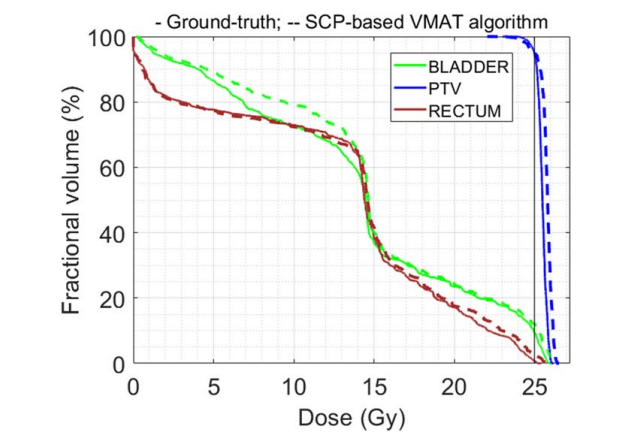 - Ground-truth; -- SCP-based VMAT algorithm
100
80
60
40
20
0
Fractional volume (%)
BLADDER
PTV
RECTUM
0 5 10 15 20 25
Dose (Gy)